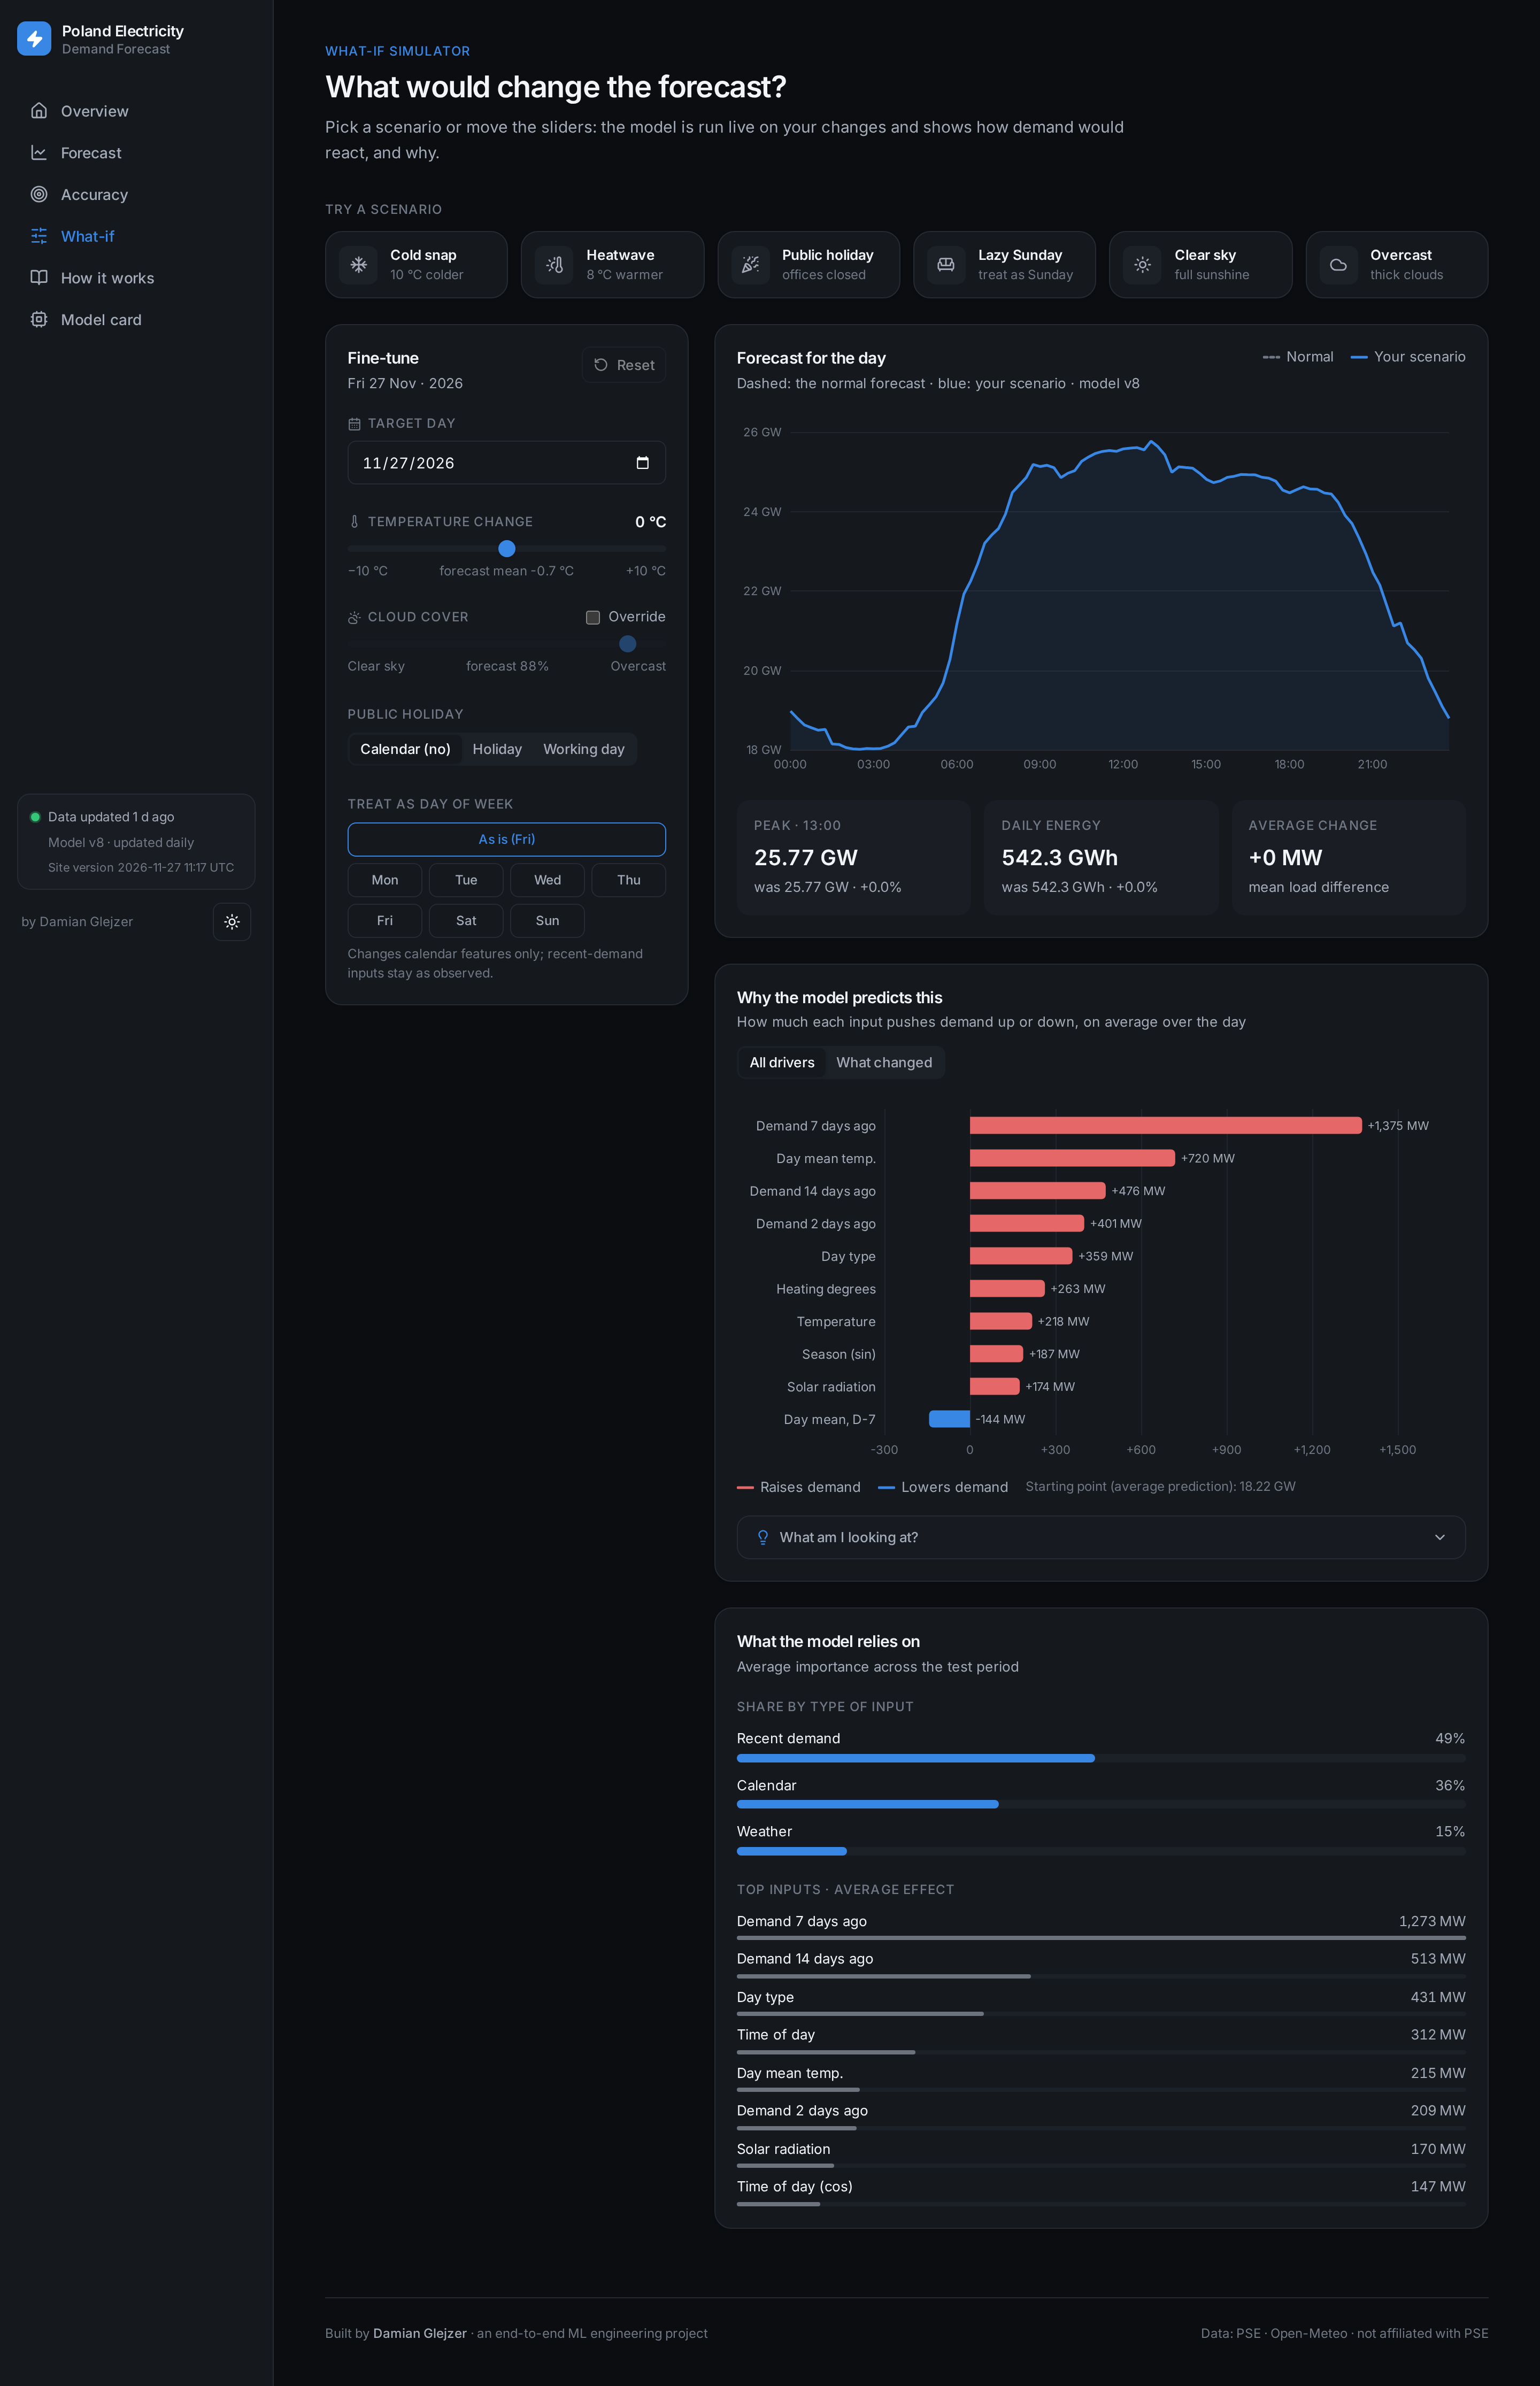 Poland Electricity
Demand Forecast
Overview
Forecast
Accuracy
What-if
How it works
Model card
Data updated 1 d ago
Model v8 · updated daily
Site version 2026-11-27 11:17 UTC
by Damian Glejzer
WHAT-IF SIMULATOR
What would change the forecast?
Pick a scenario or move the sliders: the model is run live on your changes and shows how demand would
react, and why.
TRY A SCENARIO
Cold snap
10 °C colder
Heatwave
8 °C warmer
Public holiday
offices closed
Lazy Sunday
treat as Sunday
Clear sky
full sunshine
Overcast
thick clouds
Fine-tune
Reset
Fri 27 Nov · 2026
TARGET DAY
11/27/2026
TEMPERATURE CHANGE 0 °C
−10 °C forecast mean -0.7 °C +10 °C
CLOUD COVER Override
Clear sky forecast 88% Overcast
PUBLIC HOLIDAY
Calendar (no) Holiday Working day
TREAT AS DAY OF WEEK
As is (Fri)
Mon Tue Wed Thu
Fri Sat Sun
Changes calendar features only; recent-demand
inputs stay as observed.
Forecast for the day
Normal Your scenario
Dashed: the normal forecast · blue: your scenario · model v8
26 GW
24 GW
22 GW
20 GW
18 GW
00:00 03:00 06:00 09:00 12:00 15:00 18:00 21:00
PEAK · 13:00
25.77 GW
was 25.77 GW · +0.0%
DAILY ENERGY
542.3 GWh
was 542.3 GWh · +0.0%
AVERAGE CHANGE
+0 MW
mean load difference
Why the model predicts this
How much each input pushes demand up or down, on average over the day
All drivers What changed
Demand 7 days ago +1,375 MW
Day mean temp. +720 MW
Demand 14 days ago +476 MW
Demand 2 days ago +401 MW
Day type +359 MW
Heating degrees +263 MW
Temperature +218 MW
Season (sin) +187 MW
Solar radiation +174 MW
Day mean, D-7 -144 MW
-300 0 +300 +600 +900 +1,200 +1,500
Raises demand Lowers demand Starting point (average prediction): 18.22 GW
What am I looking at?
What the model relies on
Average importance across the test period
SHARE BY TYPE OF INPUT
Recent demand 49%
Calendar 36%
Weather 15%
TOP INPUTS · AVERAGE EFFECT
Demand 7 days ago 1,273 MW
Demand 14 days ago 513 MW
Day type 431 MW
Time of day 312 MW
Day mean temp. 215 MW
Demand 2 days ago 209 MW
Solar radiation 170 MW
Time of day (cos) 147 MW
Built by Damian Glejzer · an end-to-end ML engineering project
Data: PSE · Open-Meteo · not affiliated with PSE